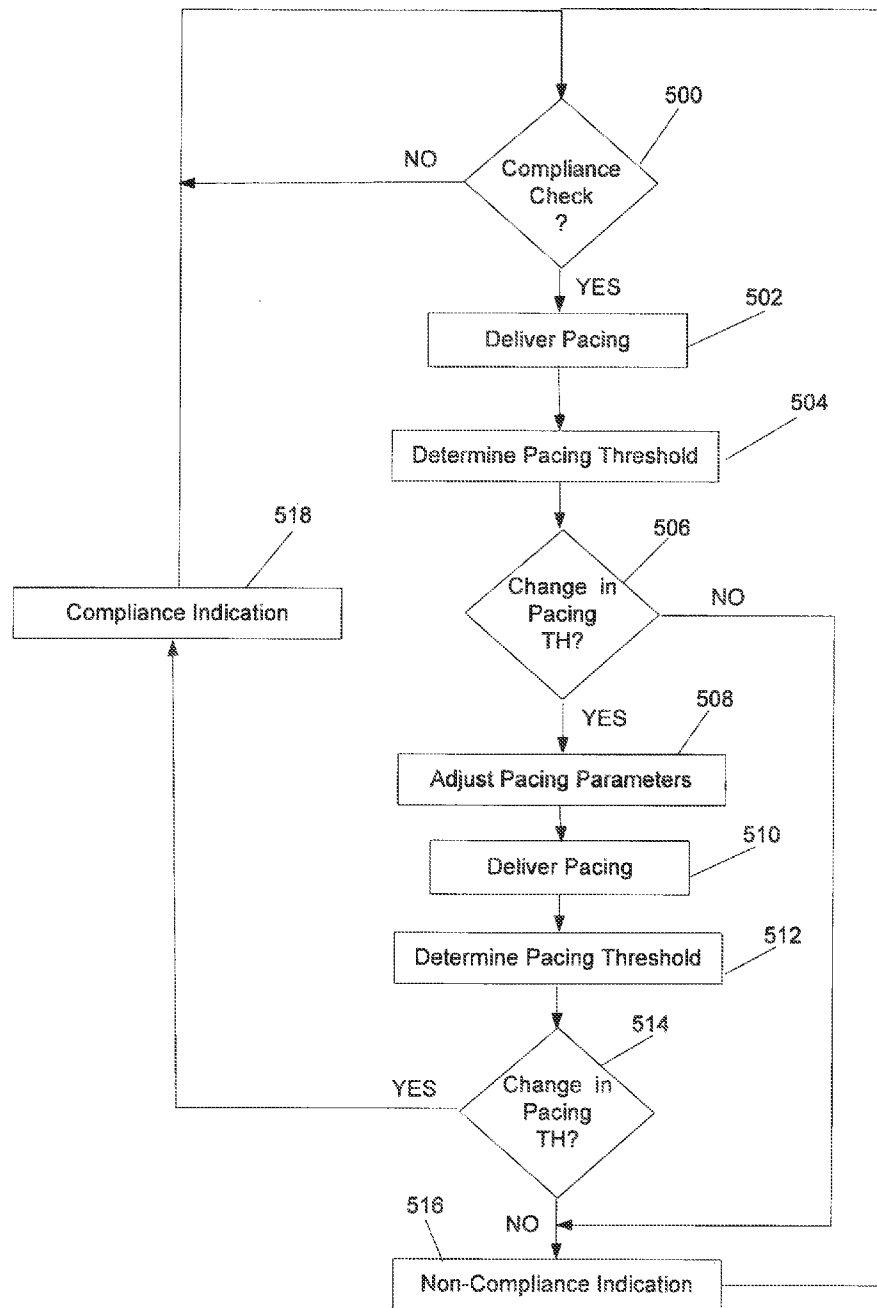 500
NO
Compliance
Check
?
YES
502
Deliver Pacing
504
Determine Pacing Threshold
518
506
Compliance Indication
Change in
Pacing
TH?
NO
YES
508
Adjust Pacing Parameters
510
Deliver Pacing
512
Determine Pacing Threshold
514
YES
Change in
Pacing
TH?
516
NO
Non-Compliance Indication